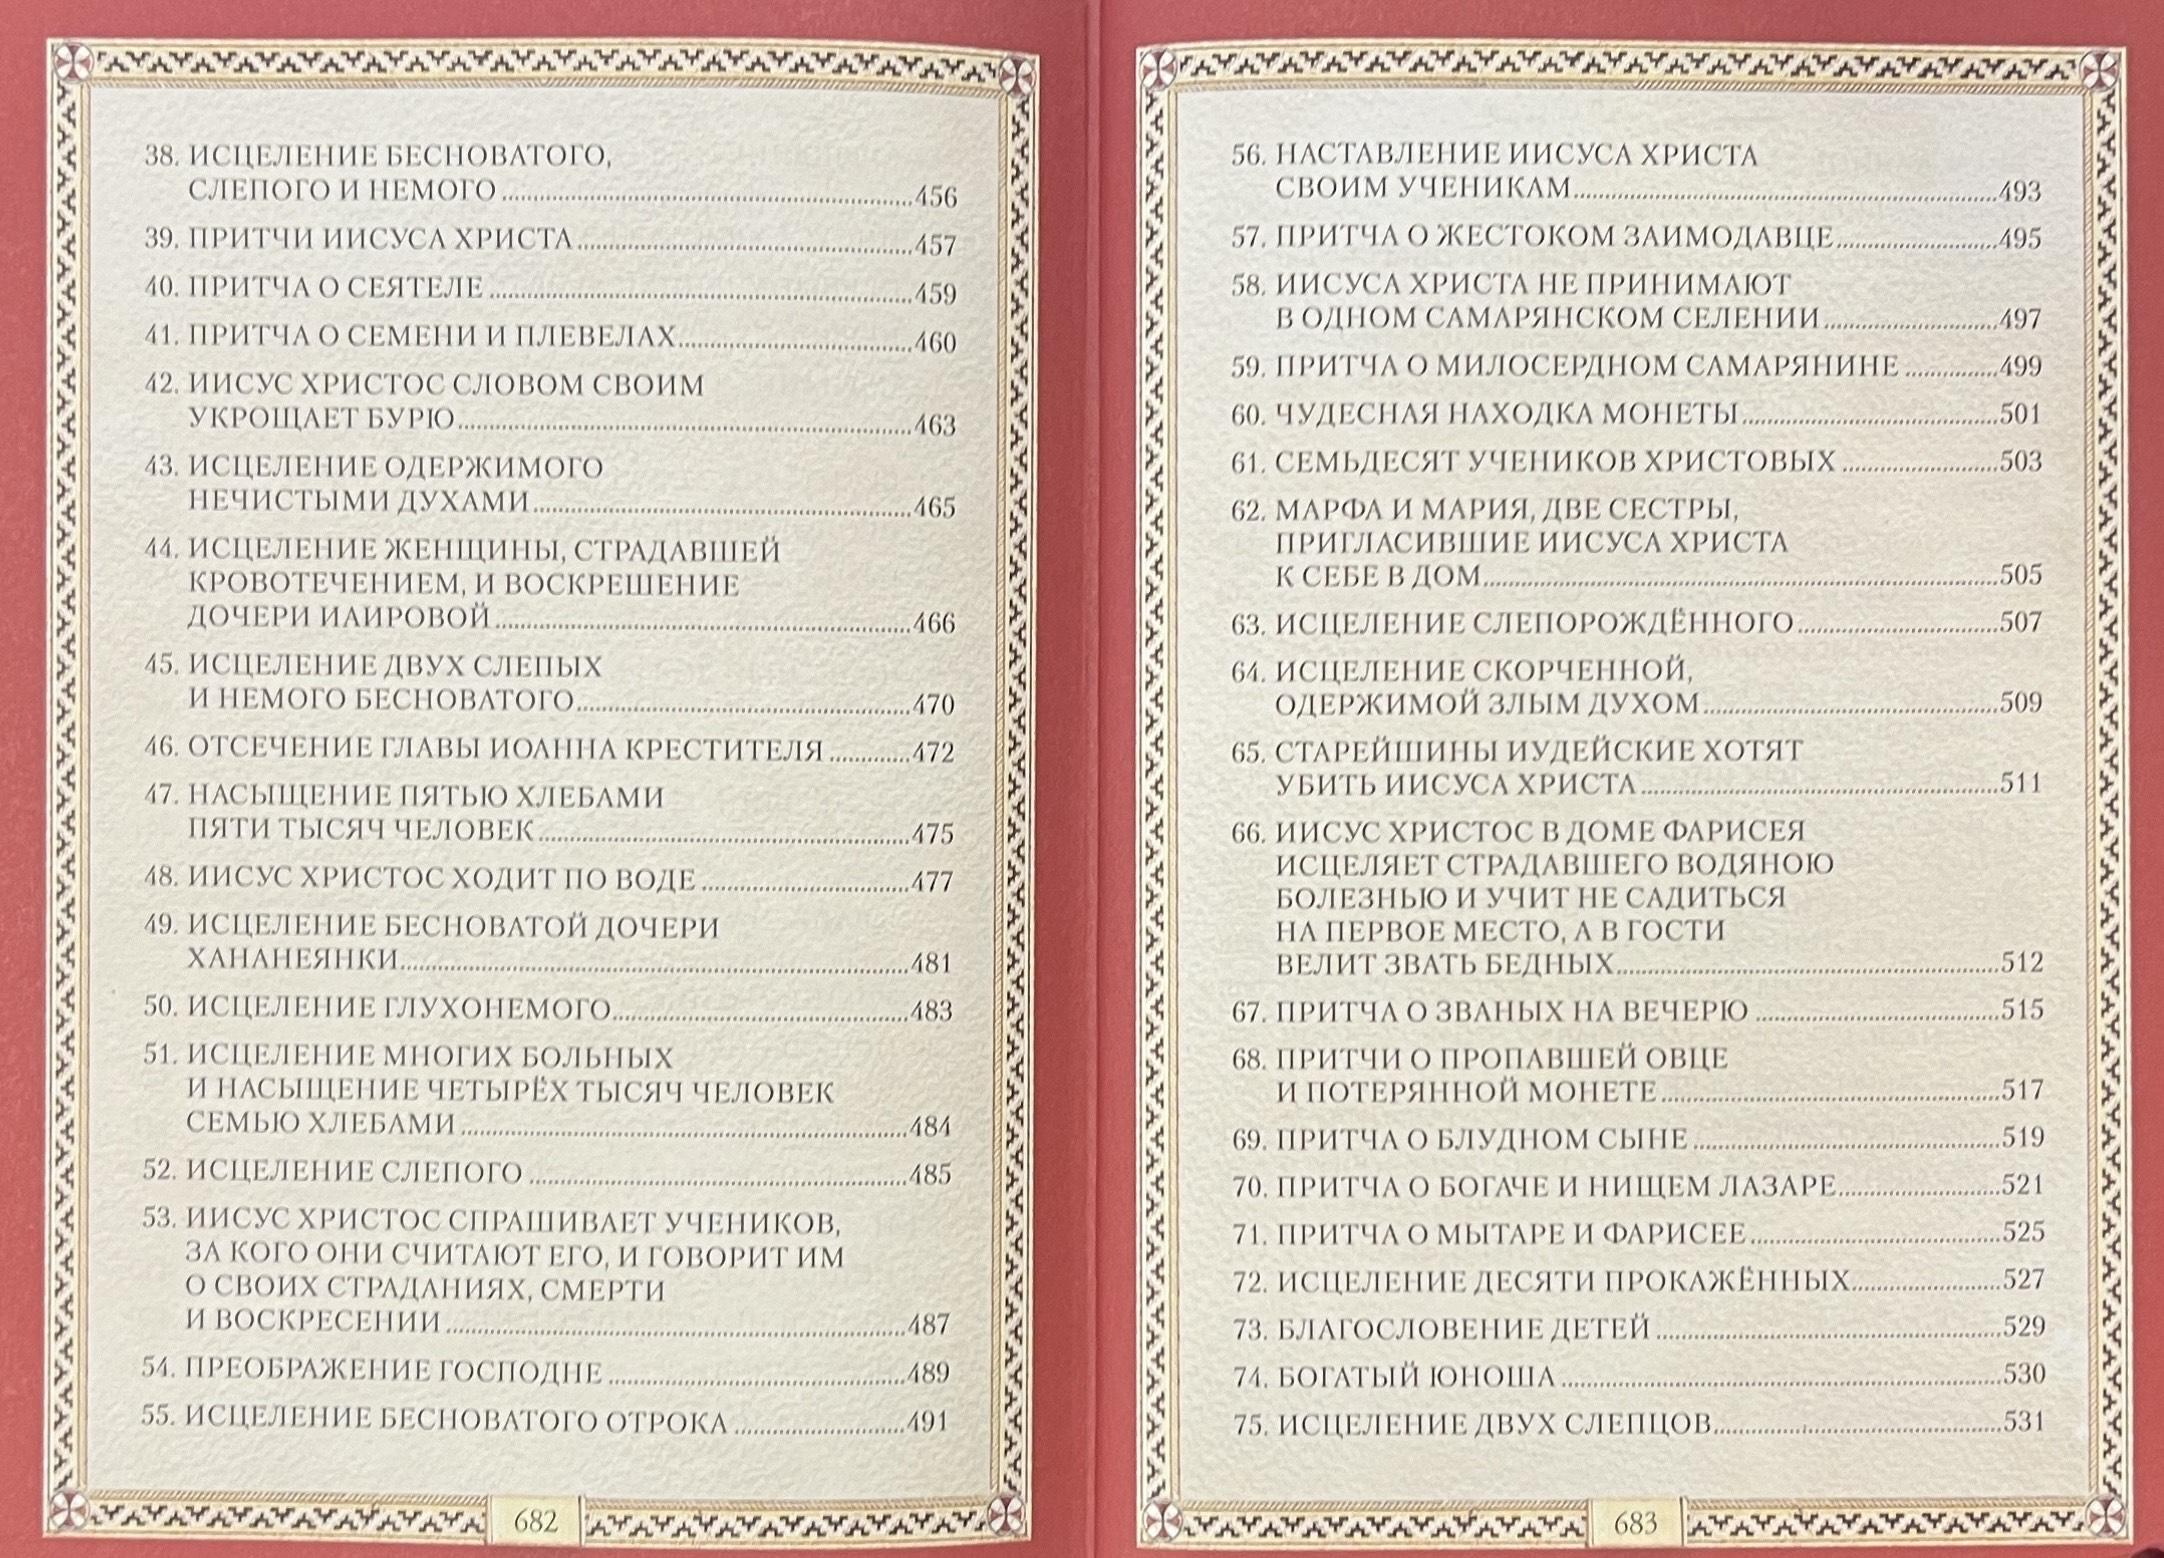 38. ИСЦЕЛЕНИЕ БЕСНОВАТОГО,
СЛЕПОГО И НЕМОГО 456
39. ПРИТЧИ ИИСУСА ХРИСТА 457
40. ПРИТЧА О СЕЯТЕЛЕ 459
41. ПРИТЧА О СЕМЕНИ И ПЛЕВЕЛАХ 460
42. ИИСУС ХРИСТОС СЛОВОМ СВОИМ
УКРОЩАЕТ БУРЮ 463
43. ИСЦЕЛЕНИЕ ОДЕРЖИМОГО
НЕЧИСТЫМИ ДУХАМИ 465
44. ИСЦЕЛЕНИЕ ЖЕНЩИНЫ, СТРАДАВШЕЙ
КРОВОТЕЧЕНИЕМ, И ВОСКРЕШЕНИЕ
ДОЧЕРИ ИАИРОВОЙ 466
45. ИСЦЕЛЕНИЕ ДВУХ СЛЕПЫХ
И НЕМОГО БЕСНОВАТОГО 470
46. ОТСЕЧЕНИЕ ГЛАВЫ ИОАННА КРЕСТИТЕЛЯ 472
47. НАСЫЩЕНИЕ ПЯТЬЮ ХЛЕБАМИ
ПЯТИ ТЫСЯЧ ЧЕЛОВЕК 475
48. ИИСУС ХРИСТОС ХОДИТ ПО ВОДЕ 477
49. ИСЦЕЛЕНИЕ БЕСНОВАТОЙ ДОЧЕРИ
ХАНАНЕЯНКИ 481
50. ИСЦЕЛЕНИЕ ГЛУХОНЕМОГО 483
51. ИСЦЕЛЕНИЕ МНОГИХ БОЛЬНЫХ
И НАСЫЩЕНИЕ ЧЕТЫРЁХ ТЫСЯЧ ЧЕЛОВЕК
СЕМЬЮ ХЛЕБАМИ 484
52. ИСЦЕЛЕНИЕ СЛЕПОГО 485
53. ИИСУС ХРИСТОС СПРАШИВАЕТ УЧЕНИКОВ,
ЗА КОГО ОНИ СЧИТАЮТ ЕГО, И ГОВОРИТ ИМ
О СВОИХ СТРАДАНИЯХ, СМЕРТИ
И ВОСКРЕСЕНИИ 487
54. ПРЕОБРАЖЕНИЕ ГОСПОДНЕ 489
55. ИСЦЕЛЕНИЕ БЕСНОВАТОГО ОТРОКА 491
682
56. НАСТАВЛЕНИЕ ИИСУСА ХРИСТА
СВОИМ УЧЕНИКАМ 493
57. ПРИТЧА О ЖЕСТОКОМ ЗАИМОДАВЦЕ 495
58. ИИСУСА ХРИСТА НЕ ПРИНИМАЮТ
В ОДНОМ САМАРЯНСКОМ СЕЛЕНИИ 497
59. ПРИТЧА О МИЛОСЕРДНОМ САМАРЯНИНЕ 499
60. ЧУДЕСНАЯ НАХОДКА МОНЕТЫ 501
61. СЕМЬДЕСЯТ УЧЕНИКОВ ХРИСТОВЫХ 503
62. МАРФА И МАРИЯ, ДВЕ СЕСТРЫ,
ПРИГЛАСИВШИЕ ИИСУСА ХРИСТА
К СЕБЕ В ДОМ 505
63. ИСЦЕЛЕНИЕ СЛЕПОРОЖДЁННОГО 507
64. ИСЦЕЛЕНИЕ СКОРЧЕННОЙ,
ОДЕРЖИМОЙ ЗЛЫМ ДУХОМ 509
65. СТАРЕЙШИНЫ ИУДЕЙСКИЕ ХОТЯТ
УБИТЬ ИИСУСА ХРИСТА 511
66. ИИСУС ХРИСТОС В ДОМЕ ФАРИСЕЯ
ИСЦЕЛЯЕТ СТРАДАВШЕГО ВОДЯНОЮ
БОЛЕЗНЬЮ И УЧИТ НЕ САДИТЬСЯ
НА ПЕРВОЕ МЕСТО, А В ГОСТИ
ВЕЛИТ ЗВАТЬ БЕДНЫХ 512
67. ПРИТЧА О ЗВАНЫХ НА ВЕЧЕРЮ 515
68. ПРИТЧИ О ПРОПАВШЕЙ ОВЦЕ
И ПОТЕРЯННОЙ МОНЕТЕ 517
69. ПРИТЧА О БЛУДНОМ СЫНЕ 519
70. ПРИТЧА О БОГАЧЕ И НИЩЕМ ЛАЗАРЕ 521
71. ПРИТЧА О МЫТАРЕ И ФАРИСЕЕ 525
72. ИСЦЕЛЕНИЕ ДЕСЯТИ ПРОКАЖЁННЫХ 527
73. БЛАГОСЛОВЕНИЕ ДЕТЕЙ 529
74. БОГАТЫЙ ЮНОША 530
75. ИСЦЕЛЕНИЕ ДВУХ СЛЕПЦОВ 531
683